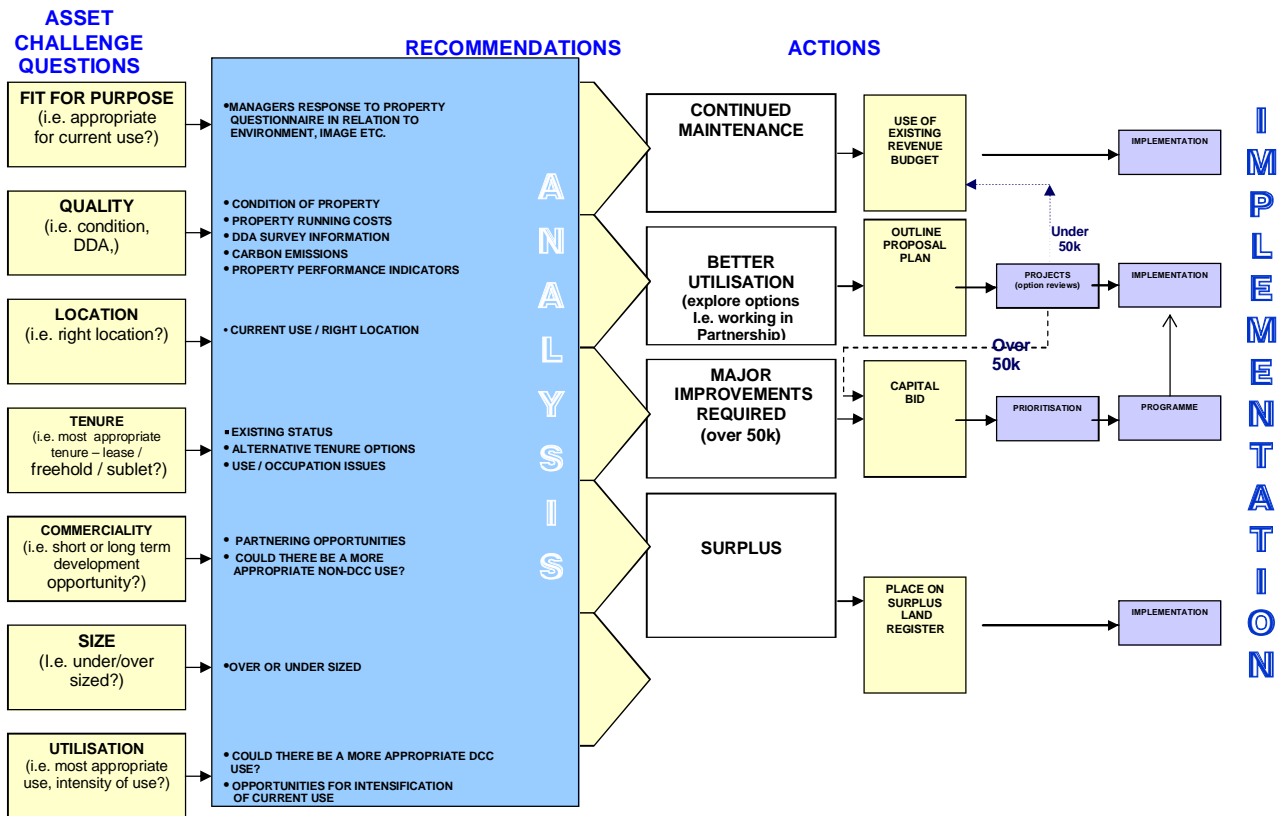 ASSET
CHALLENGE
QUESTIONS
RECOMMENDATIONS
ACTIONS
FIT FOR PURPOSE
(i.e. appropriate
for current use?)
QUALITY
(i.e. condition,
DDA,)
LOCATION
(i.e. right location?)
TENURE
(i.e. most appropriate
tenure – lease /
freehold / sublet?)
COMMERCIALITY
(i.e. short or long term
development
opportunity?)
SIZE
(I.e. under/over
sized?)
UTILISATION
(i.e. most appropriate
use, intensity of use?)
•MANAGERS RESPONSE TO PROPERTY
QUESTIONNAIRE IN RELATION TO
ENVIRONMENT, IMAGE ETC.
• CONDITION OF PROPERTY
• PROPERTY RUNNING COSTS
• DDA SURVEY INFORMATION
• CARBON EMISSIONS
• PROPERTY PERFORMANCE INDICATORS
• CURRENT USE / RIGHT LOCATION
▪EXISTING STATUS
• ALTERNATIVE TENURE OPTIONS
• USE / OCCUPATION ISSUES
• PARTNERING OPPORTUNITIES
• COULD THERE BE A MORE
APPROPRIATE NON-DCC USE?
•OVER OR UNDER SIZED
• COULD THERE BE A MORE APPROPRIATE DCC
USE?
• OPPORTUNITIES FOR INTENSIFICATION
OF CURRENT USE
A
N
A
L
Y
S
I
S
CONTINUED
MAINTENANCE
BETTER
UTILISATION
(explore options
I.e. working in
Partnership)
MAJOR
IMPROVEMENTS
REQUIRED
(over 50k)
SURPLUS
USE OF
EXISTING
REVENUE
BUDGET
OUTLINE
PROPOSAL
PLAN
CAPITAL
BID
PLACE ON
SURPLUS
LAND
REGISTER
IMPLEMENTATION
Under
50k
PROJECTS
(option reviews)
IMPLEMENTATION
Over
50k
PRIORITISATION
PROGRAMME
IMPLEMENTATION
I
M
P
L
E
M
E
N
T
A
T
I
O
N